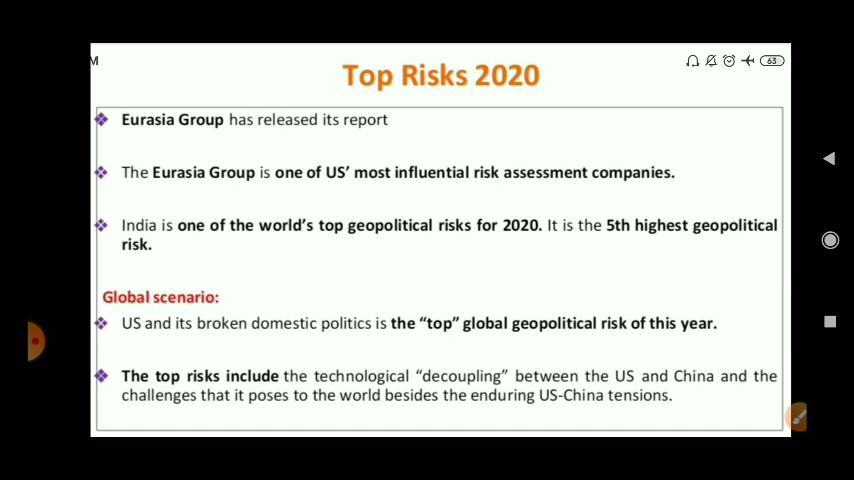 M
63
Top Risks 2020
Eurasia Group has released its report
The Eurasia Group is one of US' most influential risk assessment companies.
India is one of the world's top geopolitical risks for 2020. It is the 5th highest geopolitical
risk.
Global scenario:
US and its broken domestic politics is the “top” global geopolitical risk of this year.
The top risks include the technological “decoupling” between the US and China and the
challenges that it poses to the world besides the enduring US-China tensions.